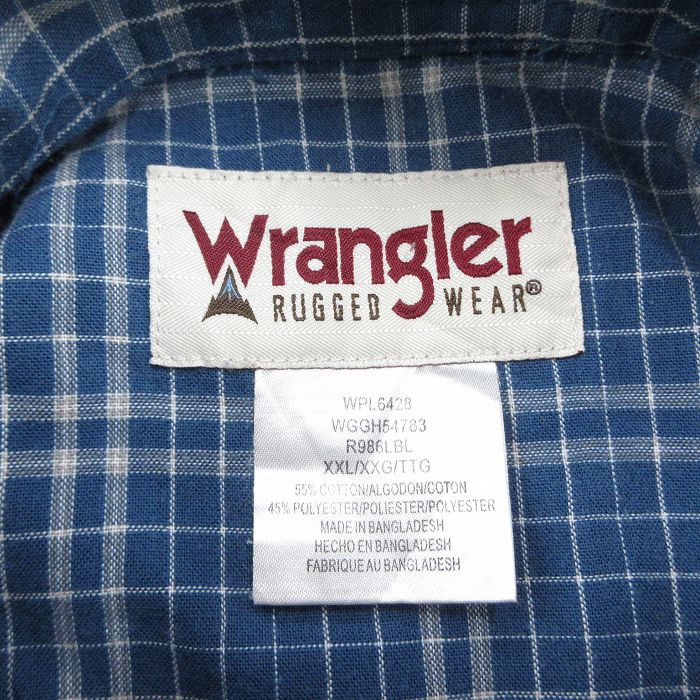 Wrangler
RUGGED WEAR®
WPL6428
WGGH54783
R986LBL
XXL/XXG/TTG
55% COTTON/ALGODON/COTON
45% POLYESTER/POLIESTER/POLYESTER
MADE IN BANGLADESH
HECHO EN BANGLADESH
FABRIQUE AU BANGLADESH